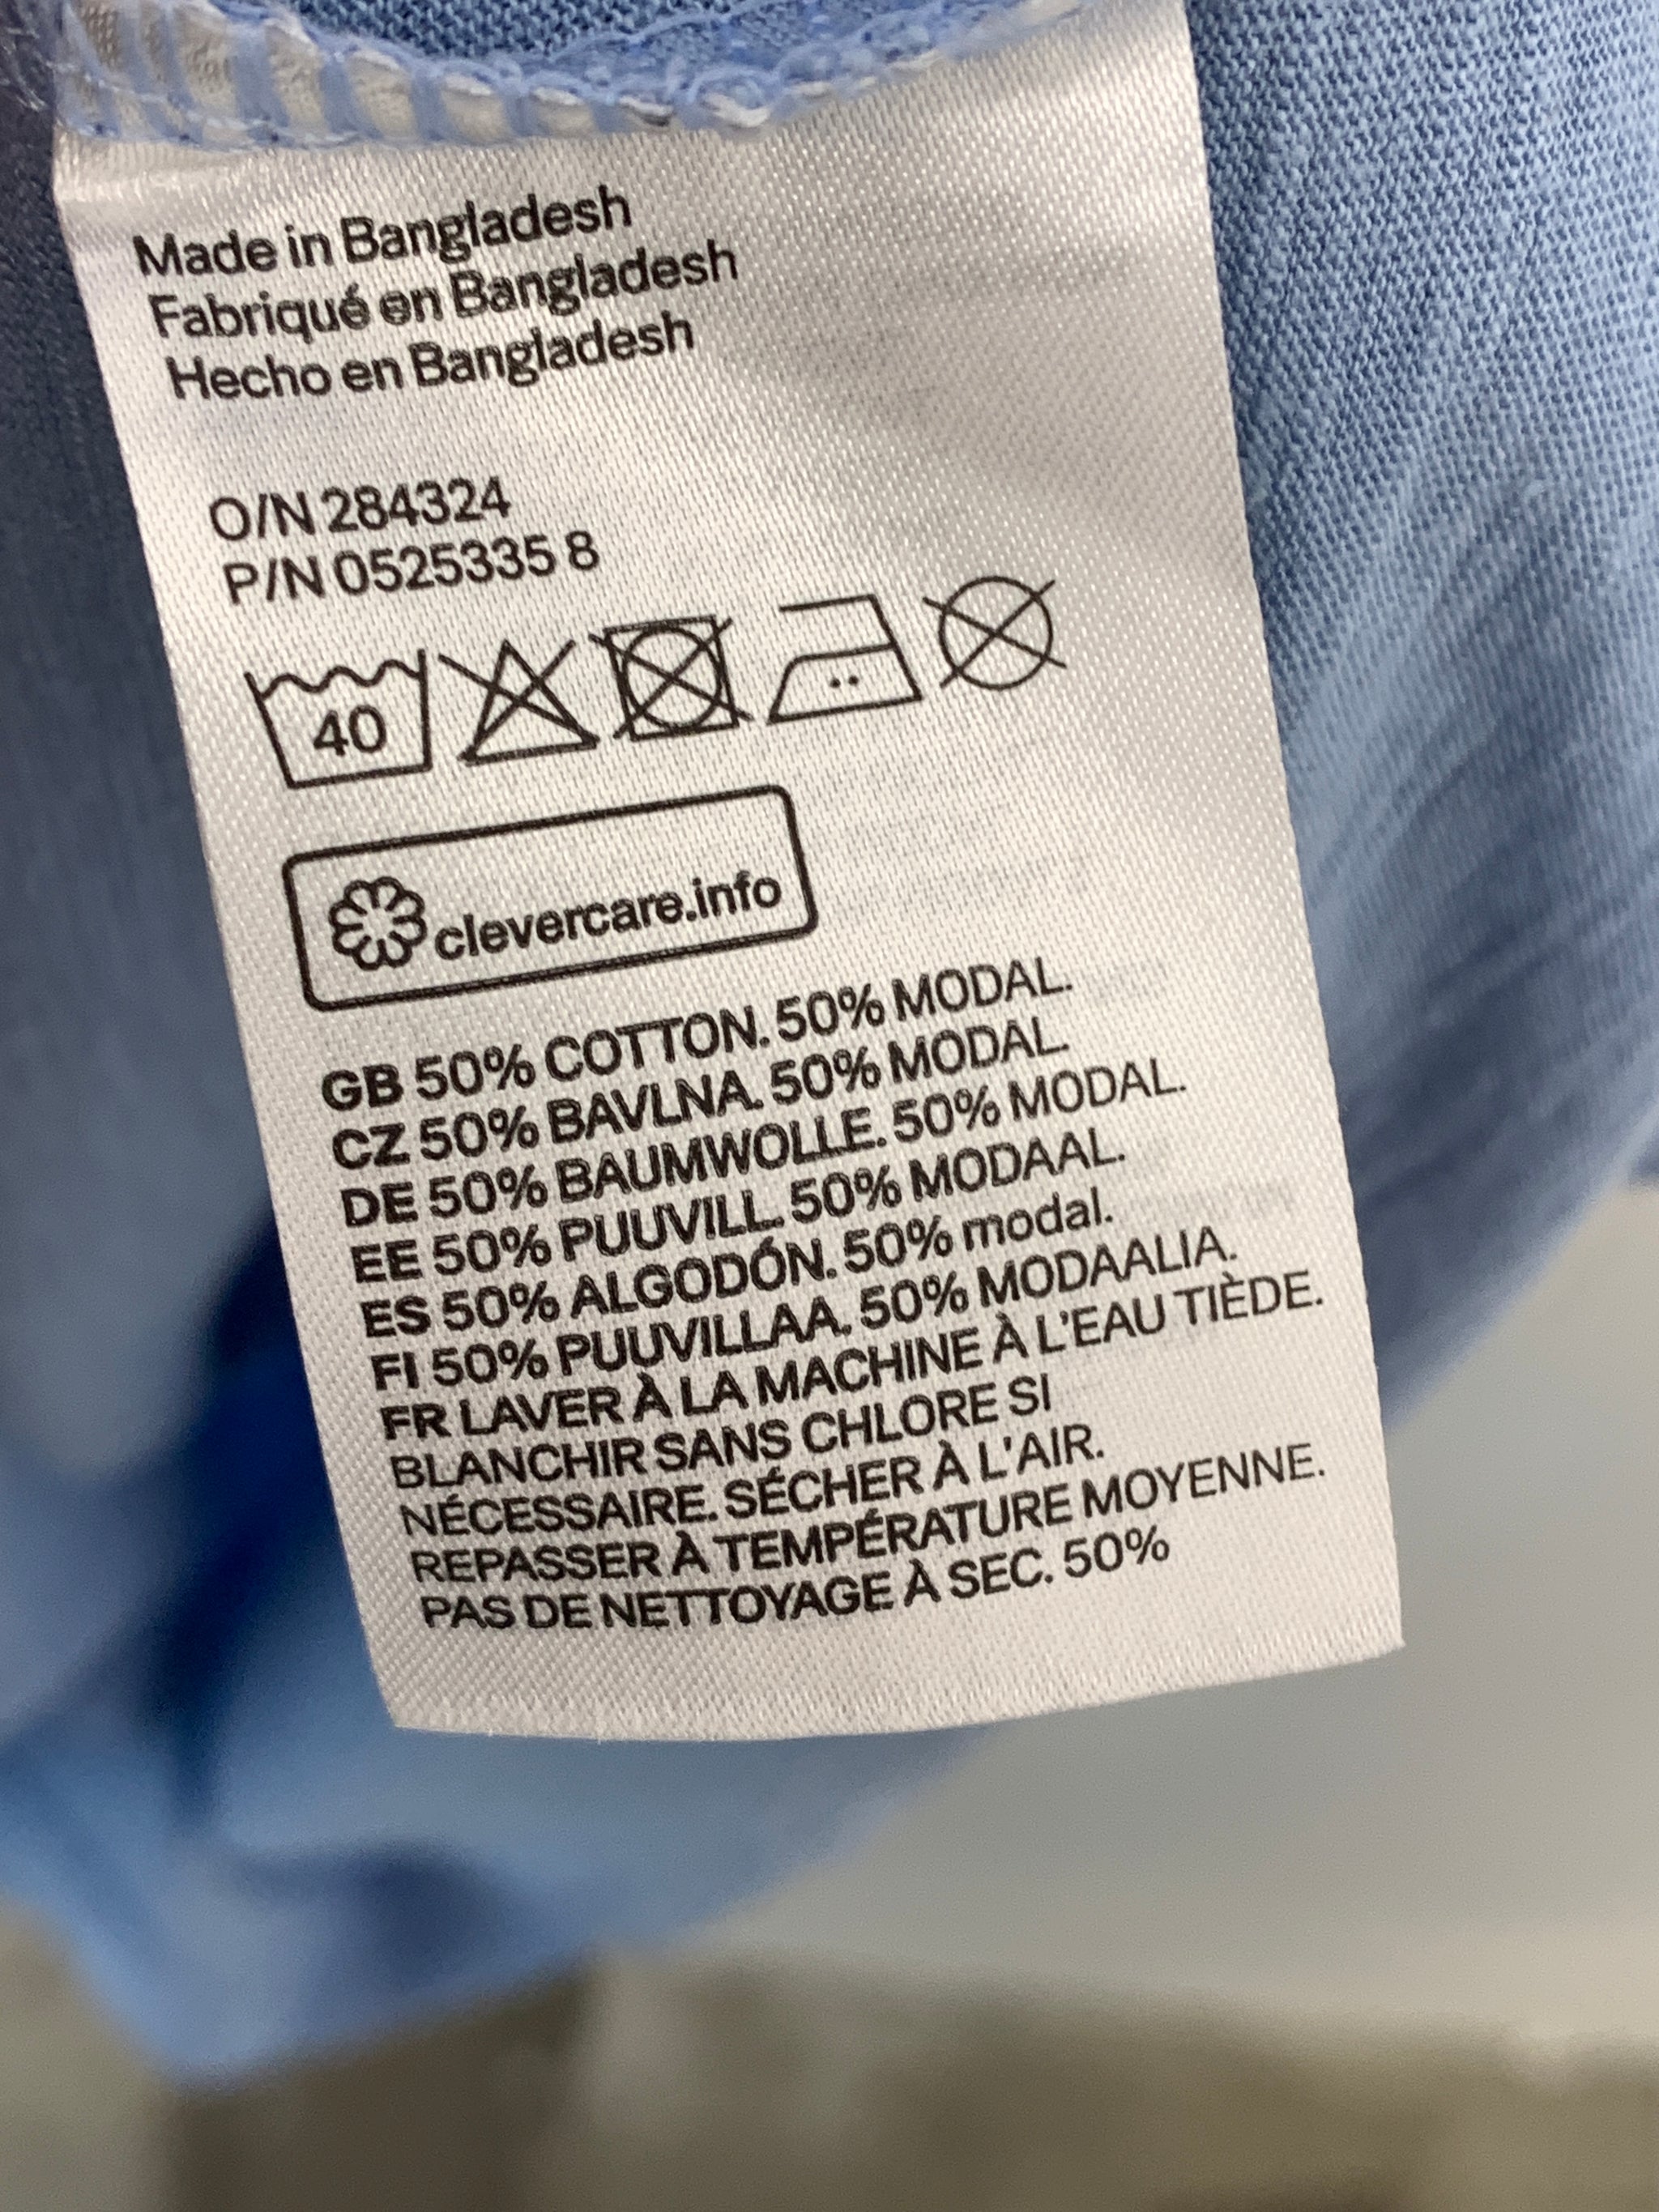 Made in Bangladesh
Fabriqué en Bangladesh
Hecho en Bangladesh
O/N 284324
P/N 0525335 8
40
clevercare.info
GB 50% COTTON. 50% MODAL.
CZ 50% BAVLNA. 50% MODAL.
DE 50% BAUMWOLLE. 50% MODAL.
EE 50% PUUVILL. 50% MODAAL.
ES 50% ALGODÓN. 50% modal.
FI 50% PUUVILLAA. 50% MODAALIA.
FR LAVER À LA MACHINE À L'EAU TIÈDE.
BLANCHIR SANS CHLORE SI
NÉCESSAIRE. SÉCHER À L'AIR.
REPASSER À TEMPÉRATURE MOYENNE.
PAS DE NETTOYAGE À SEC. 50%